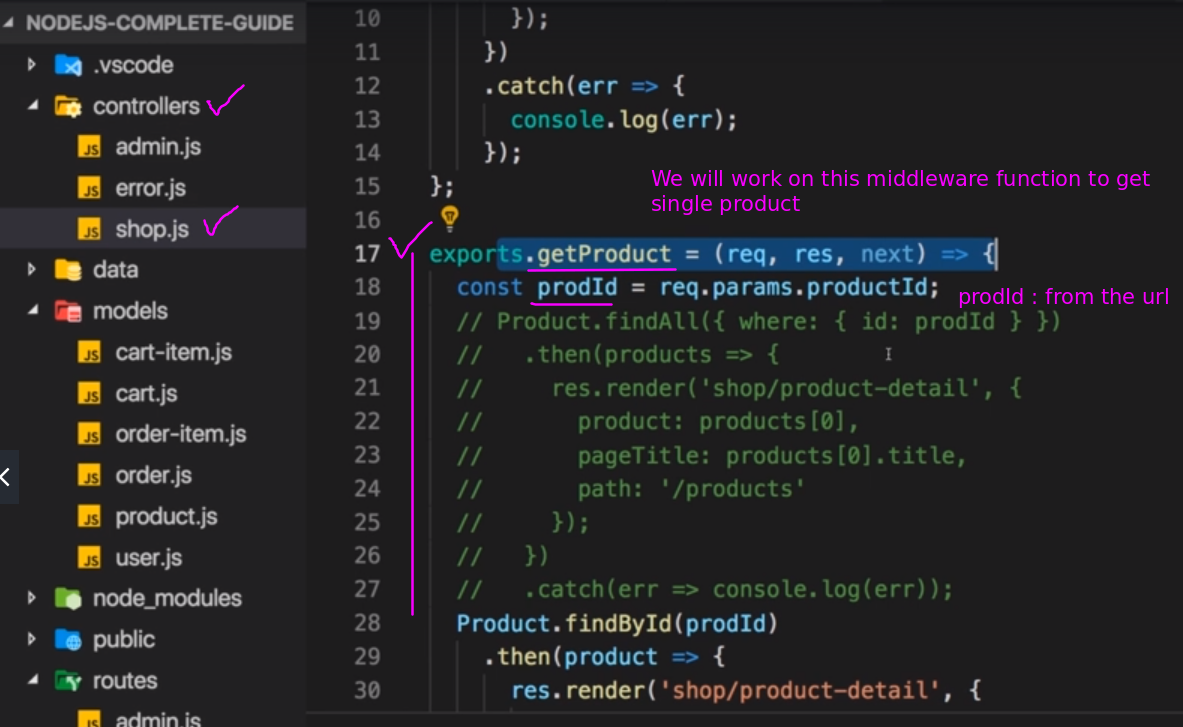 NODEJS-COMPLETE-GUIDE
.vscode
controllers
admin.js
error.js
shop.js
data
models
cart-item.js
cart.js
order-item.js
order.js
product.js
user.js
node_modules
public
routes
admin.js
10 });
11 })
12 .catch(err => {
13 console.log(err);
14 });
15 };
16
We will work on this middleware function to get
single product
17 exports.getProduct = (req, res, next) => {
18 const prodId = req.params.productId;
prodId : from the url
19 // Product.findAll({ where: { id: prodId } })
20 // .then(products => {
21 // res.render('shop/product-detail', {
22 // product: products[0],
23 // pageTitle: products[0].title,
24 // path: '/products'
25 // });
26 // })
27 // .catch(err => console.log(err));
28 Product.findById(prodId)
29 .then(product => {
30 res.render('shop/product-detail', {